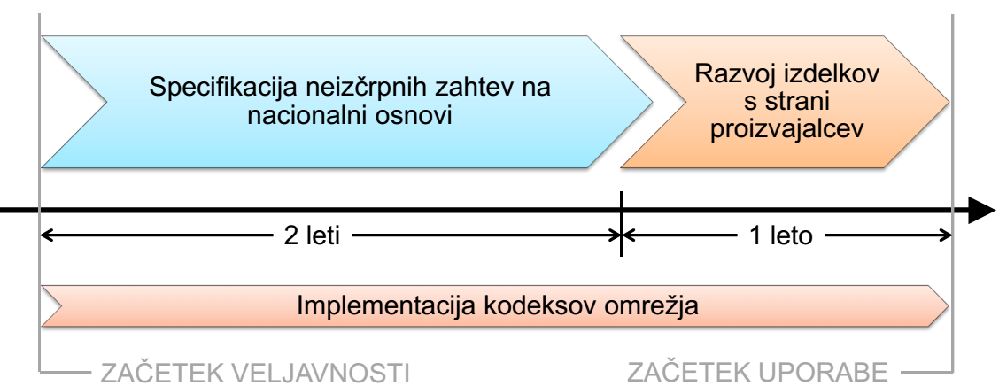 Specifikacija neizčrpnih zahtev na
nacionalni osnovi
Razvoj izdelkov
s strani
proizvajalcev
2 leti
1 leto
Implementacija kodeksov omrežja
ZAČETEK VELJAVNOSTI
ZAČETEK UPORABE